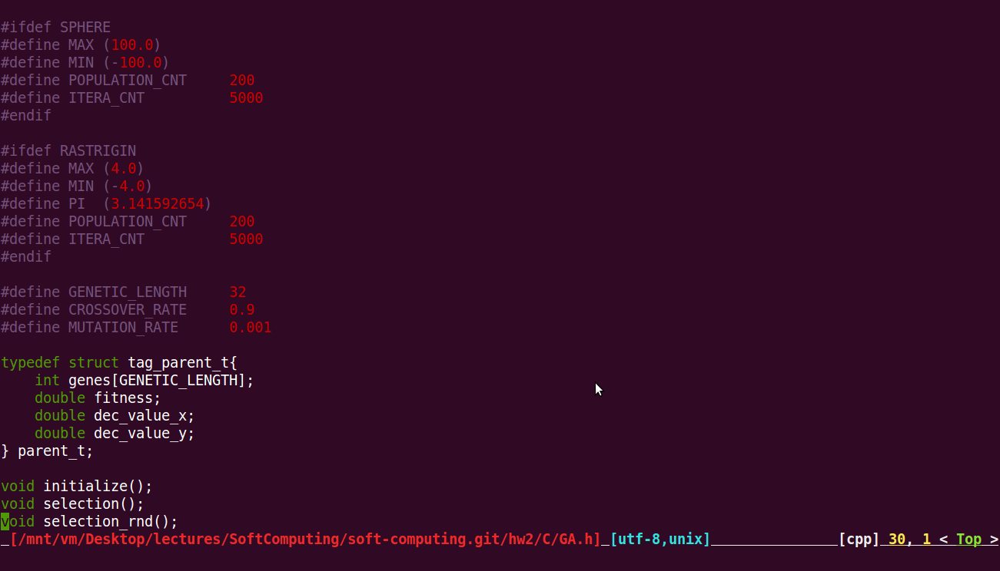 #ifdef SPHERE
#define MAX (100.0)
#define MIN (-100.0)
#define POPULATION_CNT     200
#define ITERA_CNT          5000
#endif

#ifdef RASTRIGIN
#define MAX (4.0)
#define MIN (-4.0)
#define PI  (3.141592654)
#define POPULATION_CNT     200
#define ITERA_CNT          5000
#endif

#define GENETIC_LENGTH     32
#define CROSSOVER_RATE     0.9
#define MUTATION_RATE      0.001

typedef struct tag_parent_t{
    int genes[GENETIC_LENGTH];
    double fitness;
    double dec_value_x;
    double dec_value_y;
} parent_t;

void initialize();
void selection();
void selection_rnd();
_[/mnt/vm/Desktop/lectures/SoftComputing/soft-computing.git/hw2/C/GA.h]_[utf-8,unix]_______________[cpp]_30, 1 < Top >